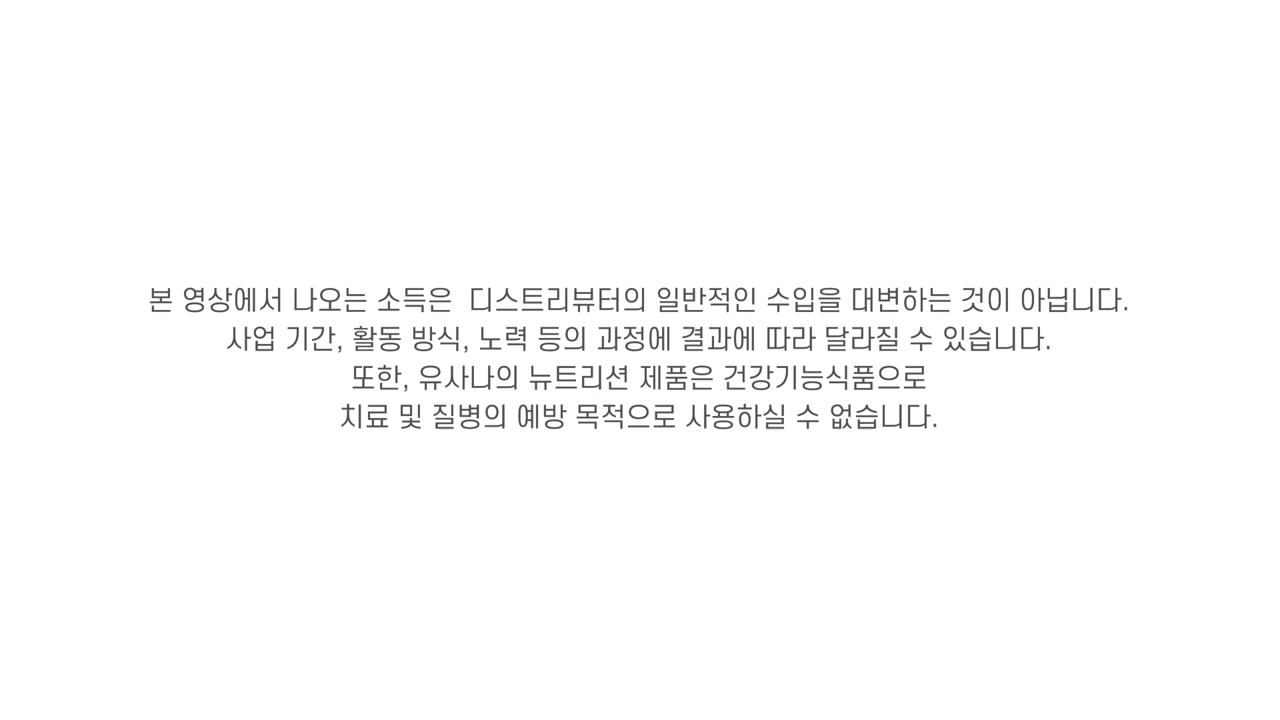 본 영상에서 나오는 소득은  디스트리뷰터의 일반적인 수입을 대변하는 것이 아닙니다.
사업 기간, 활동 방식, 노력 등의 과정에 결과에 따라 달라질 수 있습니다.
또한, 유사나의 뉴트리션 제품은 건강기능식품으로
치료 및 질병의 예방 목적으로 사용하실 수 없습니다.